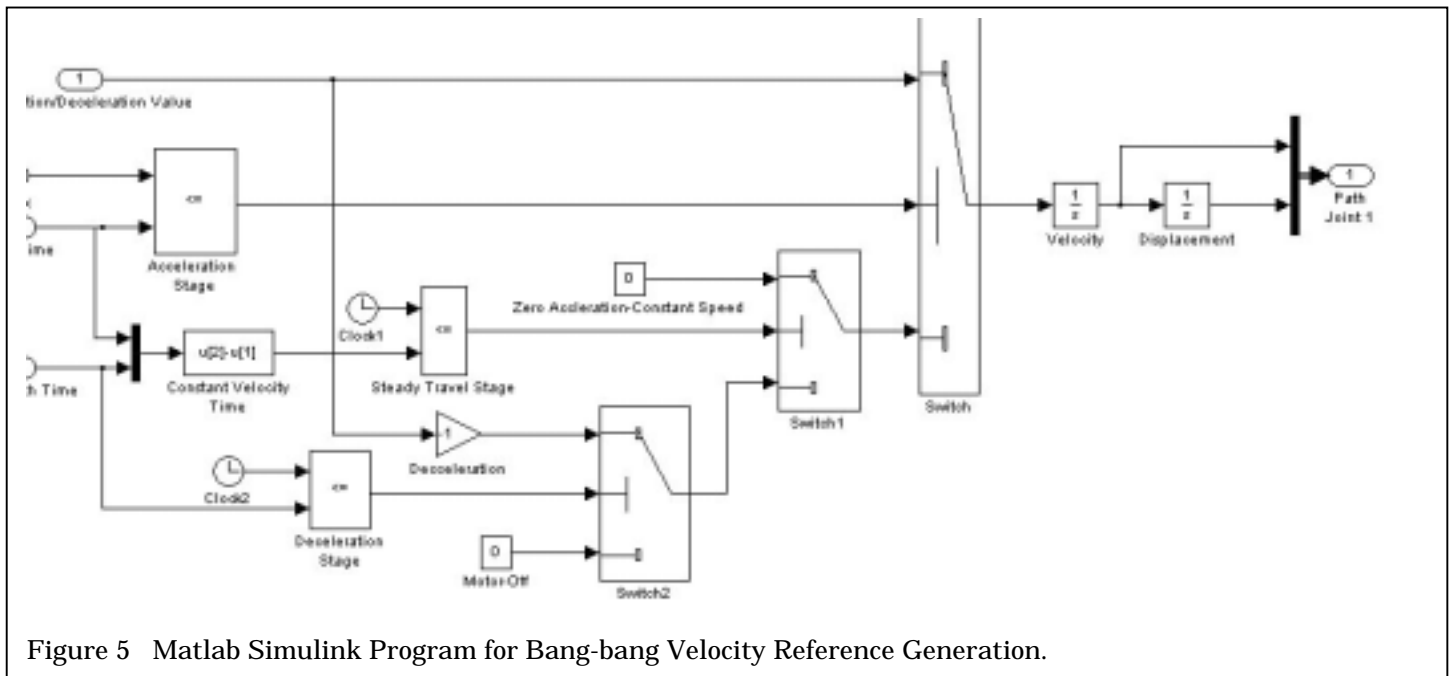 1
tion/Deceleration Value
<=
Acceleration
Stage
ime
0
Zero Accleration-Constant Speed
Clock1
<=
Steady Travel Stage
u[2]-u[1]
Constant Velocity
Time
h Time
-1
Decceleration
Clock2
<=
Deceleration
Stage
0
Motor-Off
Switch2
Switch1
Switch
1
Velocity
1
Displacement
1
Path
Joint 1
Figure 5 Matlab Simulink Program for Bang-bang Velocity Reference Generation.